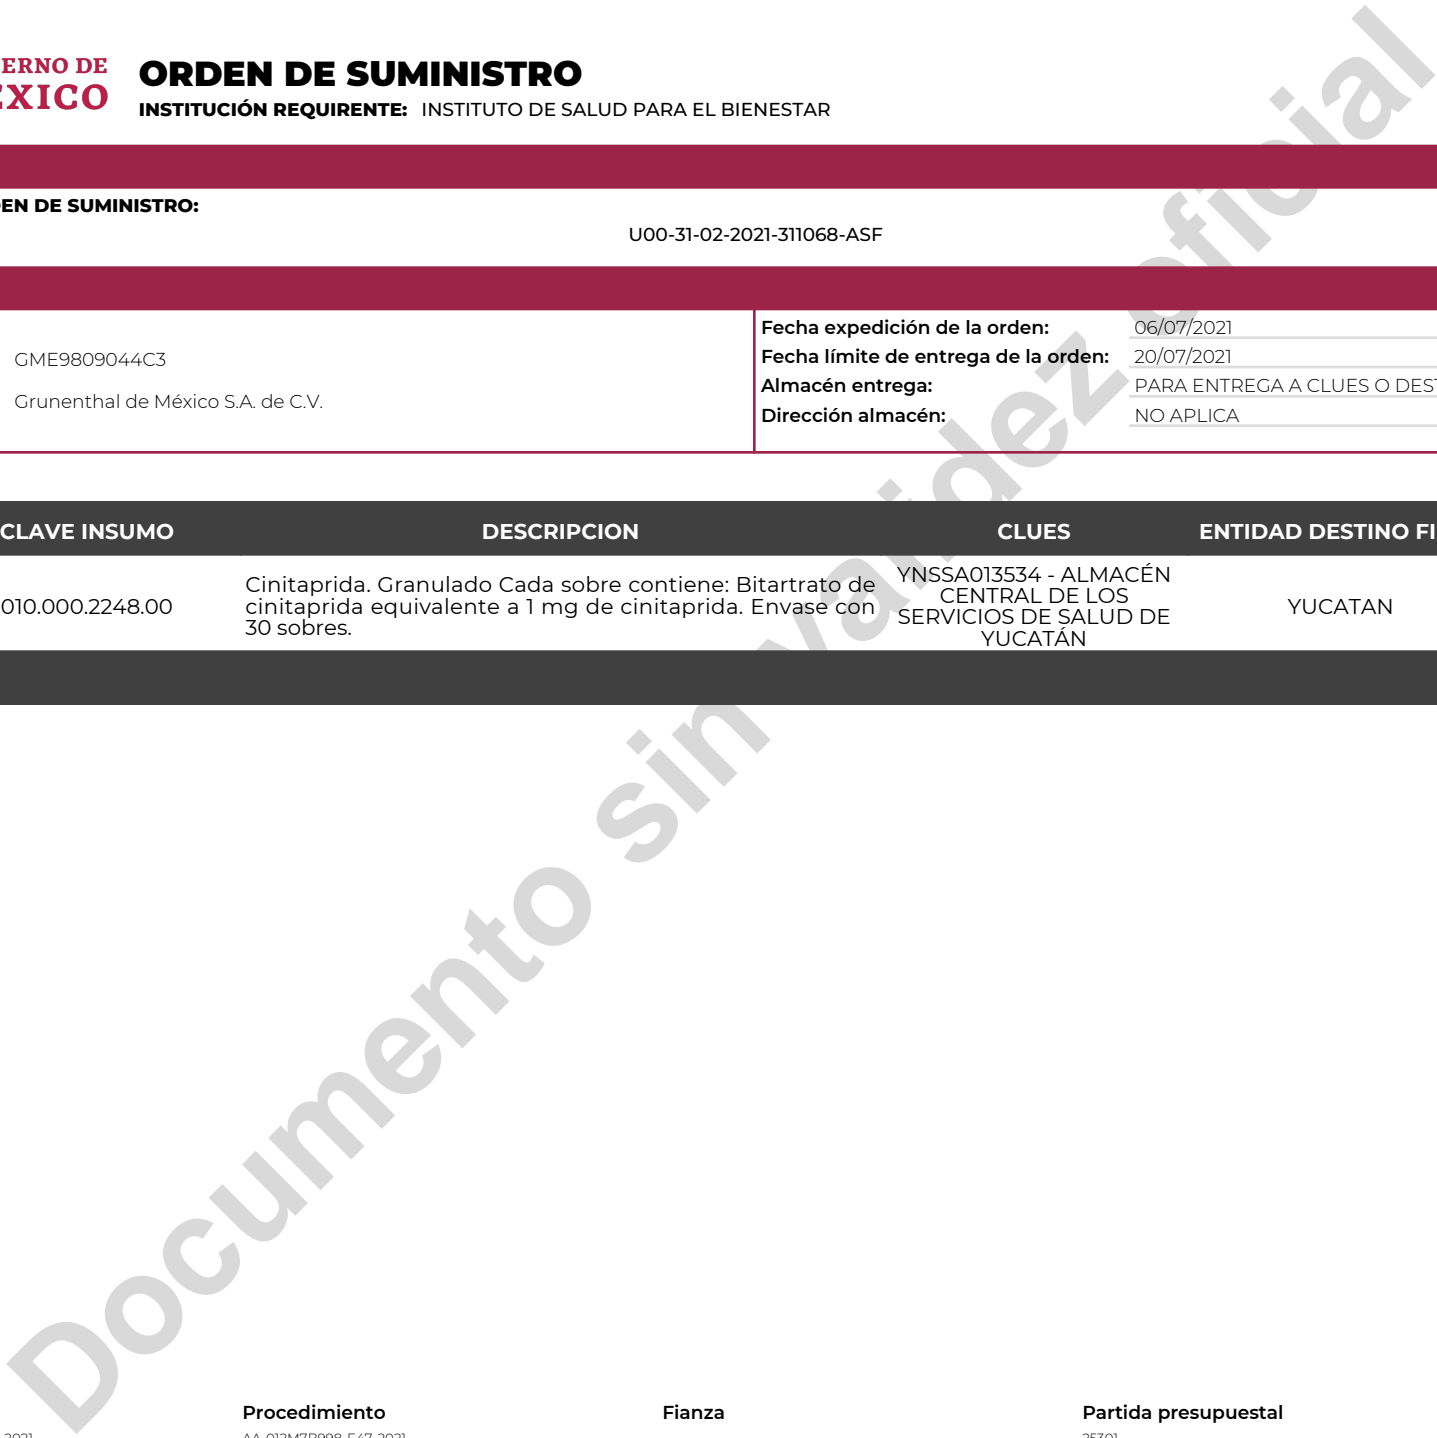 ERNO DE
ORDEN DE SUMINISTRO
INSTITUCIÓN REQUIRENTE: INSTITUTO DE SALUD PARA EL BIENESTAR
EN DE SUMINISTRO:
U00-31-02-2021-311068-ASF
GME9809044C3
Grunenthal de México S.A. de C.V.
Fecha expedición de la orden: 06/07/2021
Fecha límite de entrega de la orden: 20/07/2021
Almacén entrega: PARA ENTREGA A CLUES O DES
Dirección almacén: NO APLICA
CLAVE INSUMO DESCRIPCION CLUES ENTIDAD DESTINO FI
010.000.2248.00
Cinitaprida. Granulado Cada sobre contiene: Bitartrato de
cinitaprida equivalente a 1 mg de cinitaprida. Envase con
30 sobres.
YNSSA013534 - ALMACÉN
CENTRAL DE LOS
SERVICIOS DE SALUD DE
YUCATÁN
YUCATAN
Documento sin validez oficial
Procedimiento Fianza Partida presupuestal